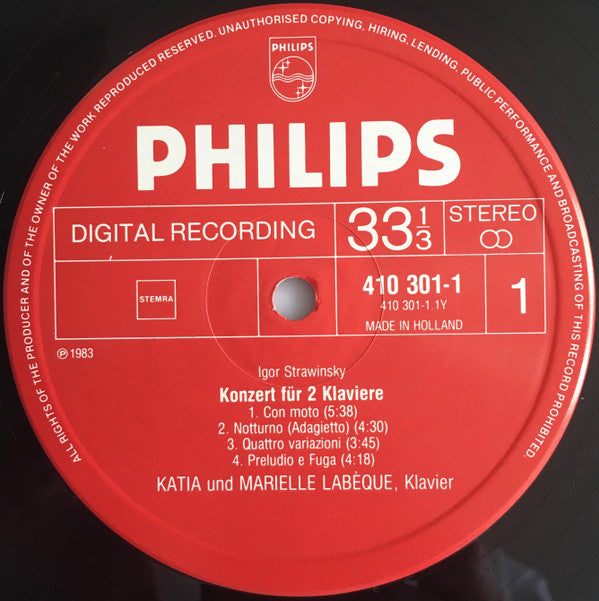 ALL RIGHTS OF THE PRODUCER AND OF THE OWNER OF THE WORK REPRODUCED RESERVED. UNAUTHORISED COPYING, HIRING, LENDING, PUBLIC PERFORMANCE AND BROADCASTING OF THIS RECORD PROHIBITED.
PHILIPS
PHILIPS
DIGITAL RECORDING
33 1/3
STEREO
STEMRA
410 301-1
410 301-1.1Y
MADE IN HOLLAND
1
℗ 1983
Igor Strawinsky
Konzert für 2 Klaviere
1. Con moto (5:38)
2. Notturno (Adagietto) (4:30)
3. Quattro variazioni (3:45)
4. Preludio e Fuga (4:18)
KATIA und MARIELLE LABÈQUE, Klavier